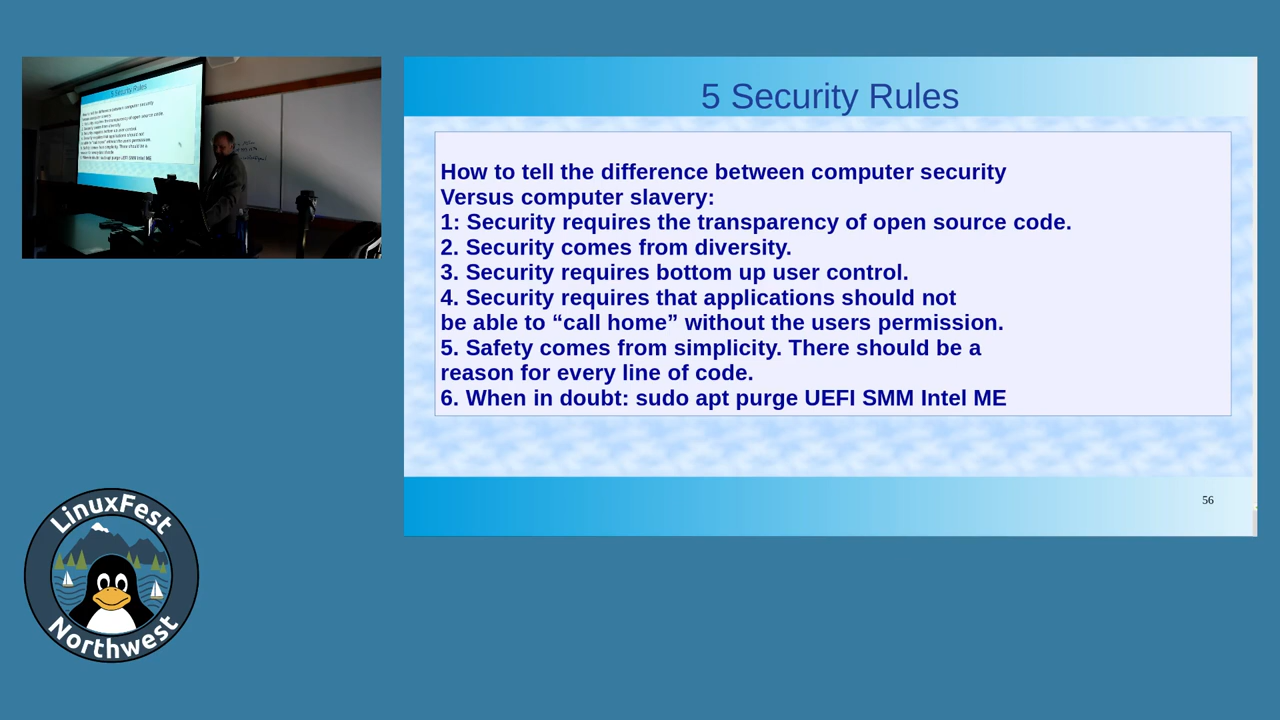 5 Security Rules
How to tell the difference between computer security
Versus computer slavery:
1: Security requires the transparency of open source code.
2. Security comes from diversity.
3. Security requires bottom up user control.
4. Security requires that applications should not
be able to “call home” without the users permission.
5. Safety comes from simplicity. There should be a
reason for every line of code.
6. When in doubt: sudo apt purge UEFI SMM Intel ME
56
LinuxFest
Northwest
5 Security Rules